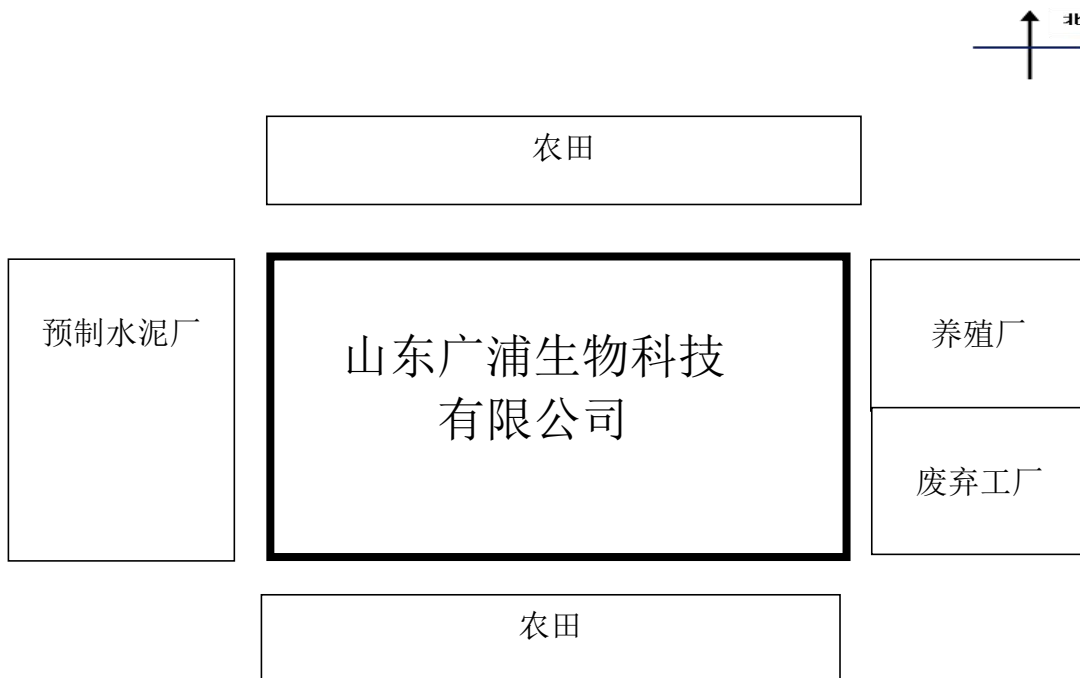 北
农田
预制水泥厂
山东广浦生物科技
有限公司
养殖厂
废弃工厂
农田